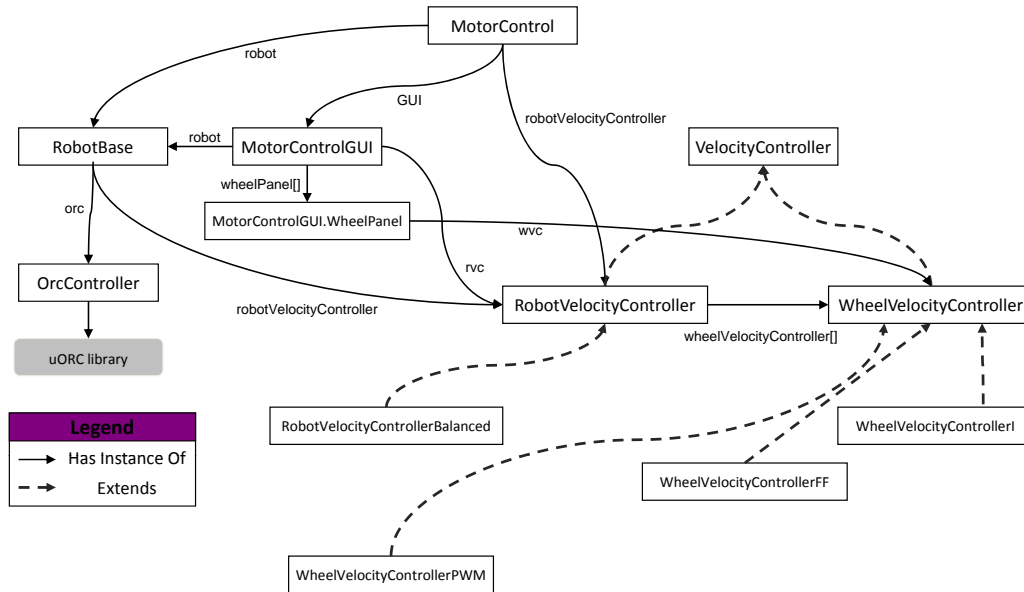 MotorControl
robot
GUI
robotVelocityController
RobotBase
robot
MotorControlGUI
VelocityController
wheelPanel[]
orc
MotorControlGUI.WheelPanel
wvc
rvc
OrcController
robotVelocityController
RobotVelocityController
WheelVelocityController
wheelVelocityController[]
uORC library
Legend
Has Instance Of
Extends
RobotVelocityControllerBalanced
WheelVelocityControllerI
WheelVelocityControllerFF
WheelVelocityControllerPWM